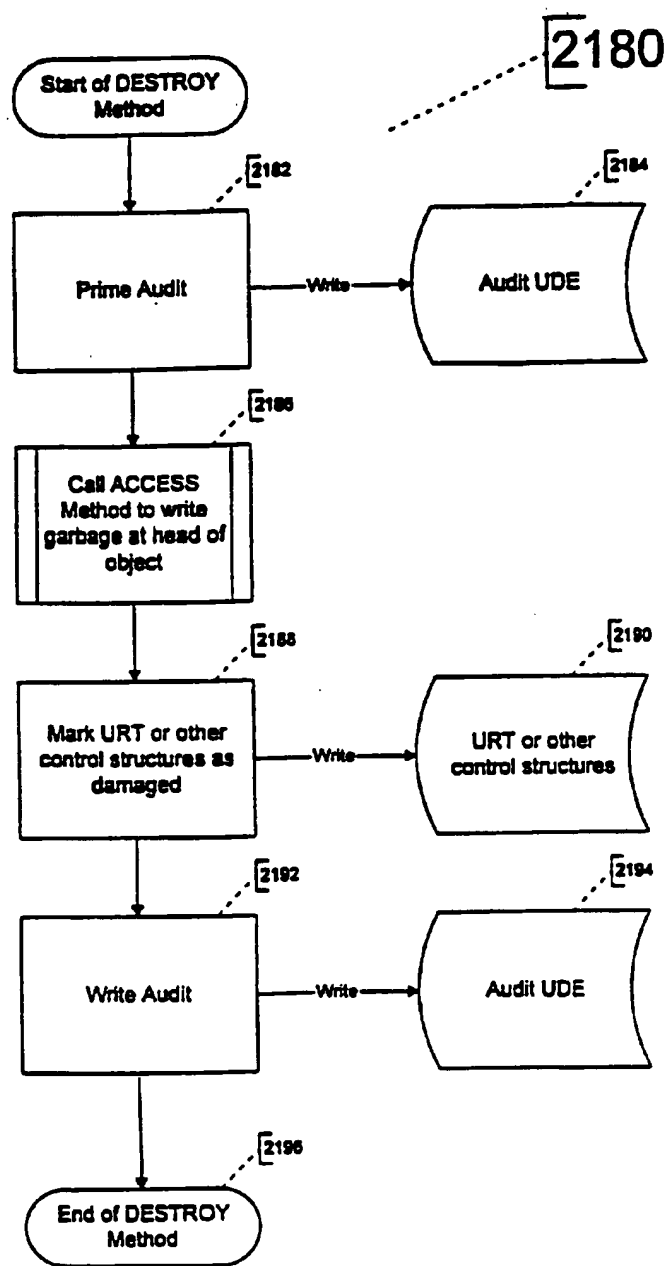 2180
Start of DESTROY
Method
2182
2184
Prime Audit
Write
Audit UDE
2186
Call ACCESS
Method to write
garbage at head of
object
2188
2190
Mark URT or other
control structures as
damaged
Write
URT or other
control structures
2192
2194
Write Audit
Write
Audit UDE
2196
End of DESTROY
Method